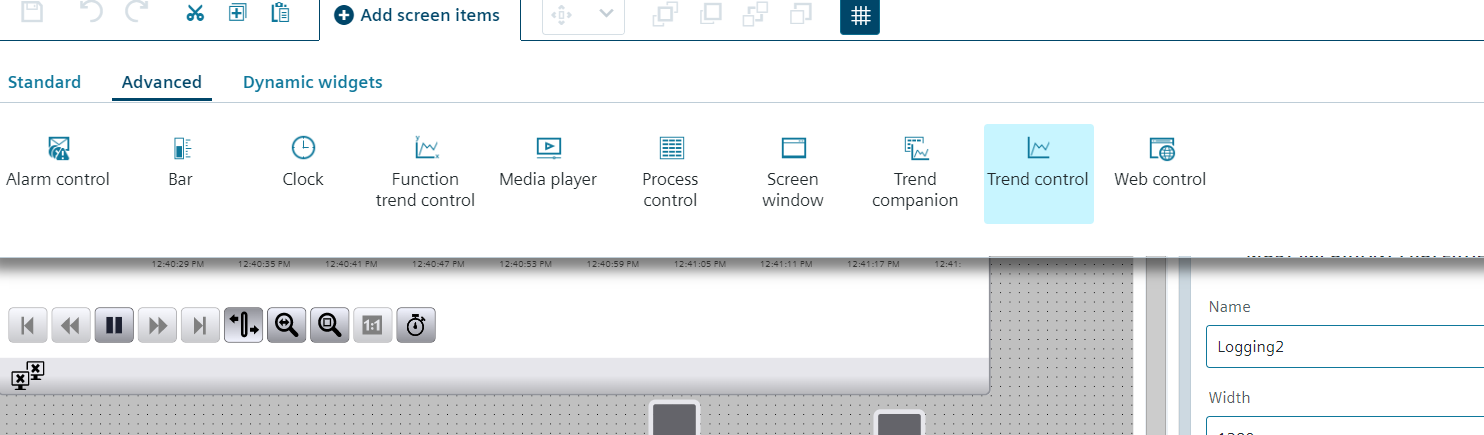 Add screen items
Standard Advanced Dynamic widgets
Alarm control
Bar
Clock
Function
trend control
Media player
Process
control
Screen
window
Trend
companion
Trend control
Web control
12:40:29 PM 12:40:35 PM 12:40:41 PM 12:40:47 PM 12:40:53 PM 12:40:59 PM 12:41:05 PM 12:41:11 PM 12:41:17 PM 12:41:
Name
1:1
Logging2
Width